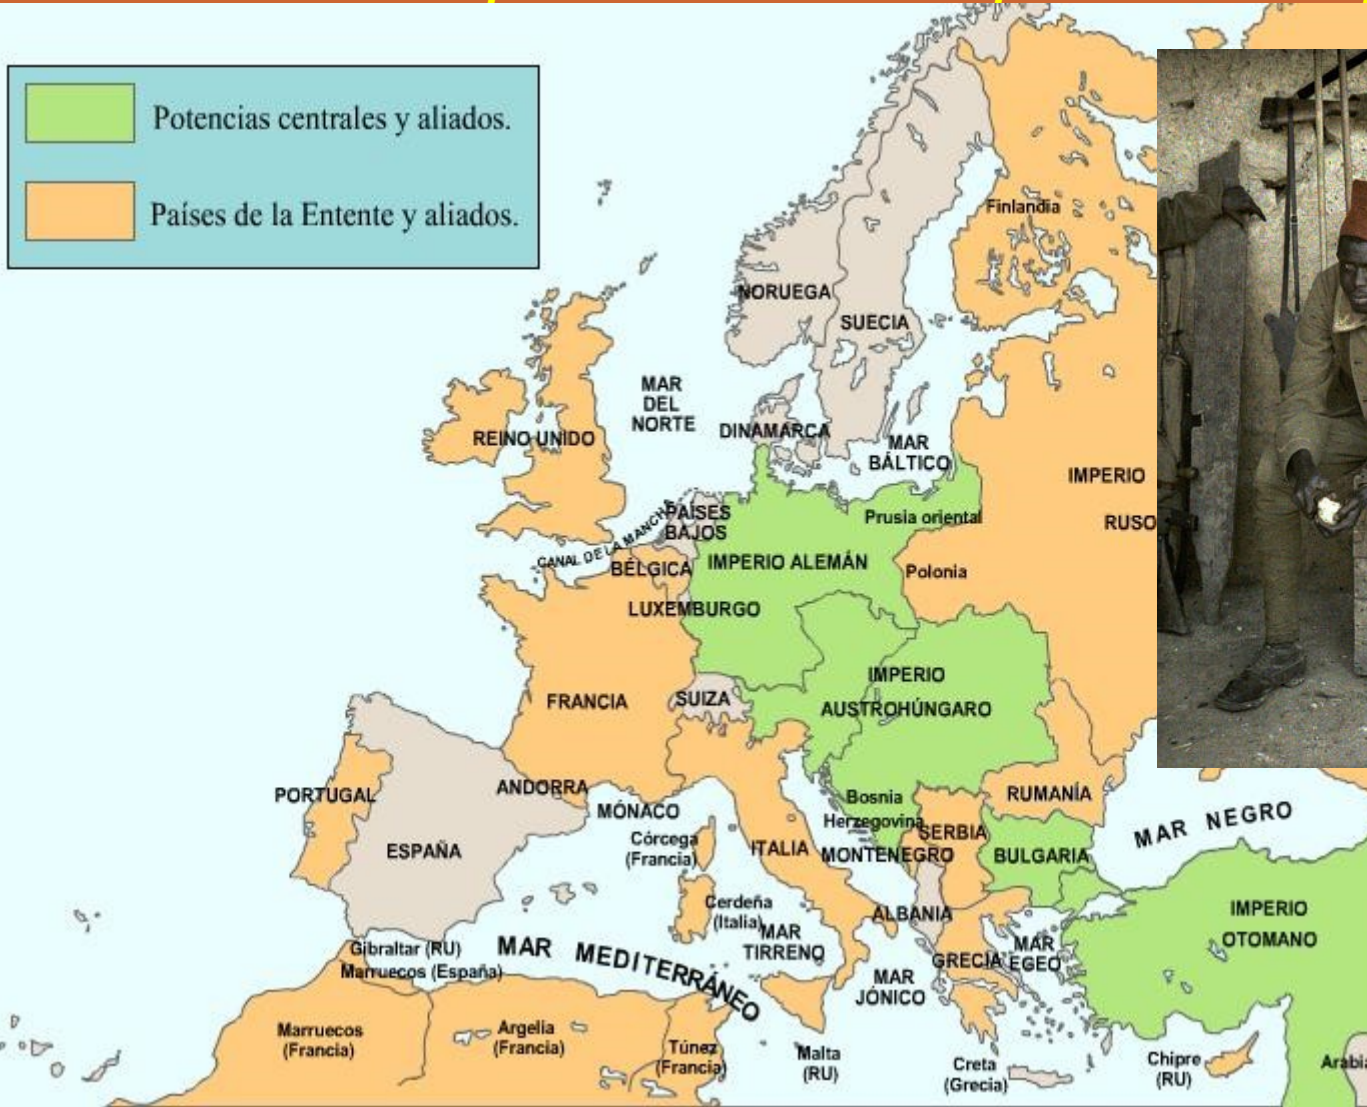 Potencias centrales y aliados.
Países de la Entente y aliados.
Finlandia
NORUEGA
SUECIA
MAR
DEL
NORTE
DINAMARCA
MAR
BÁLTICO
REINO UNIDO
IMPERIO
RUSO
PAÍSES
BAJOS
Prusia oriental
CANAL DE LA MANCHA
BÉLGICA
IMPERIO ALEMÁN
Polonia
LUXEMBURGO
IMPERIO
AUSTROHÚNGARO
FRANCIA
SUIZA
ANDORRA
PORTUGAL
MÓNACO
Bosnia
Herzegovina
RUMANÍA
MAR NEGRO
Córcega
(Francia)
ITALIA
SERBIA
MONTENEGRO
BULGARIA
ESPAÑA
Cerdeña
(Italia)
ALBANIA
IMPERIO
OTOMANO
MAR
TIRRENO
Gibraltar (RU)
Marruecos (España)
MAR MEDITERRÁNEO
GRECIA
MAR
EGEO
MAR
JÓNICO
Marruecos
(Francia)
Argelia
(Francia)
Túnez
(Francia)
Malta
(RU)
Creta
(Grecia)
Chipre
(RU)
Arabia